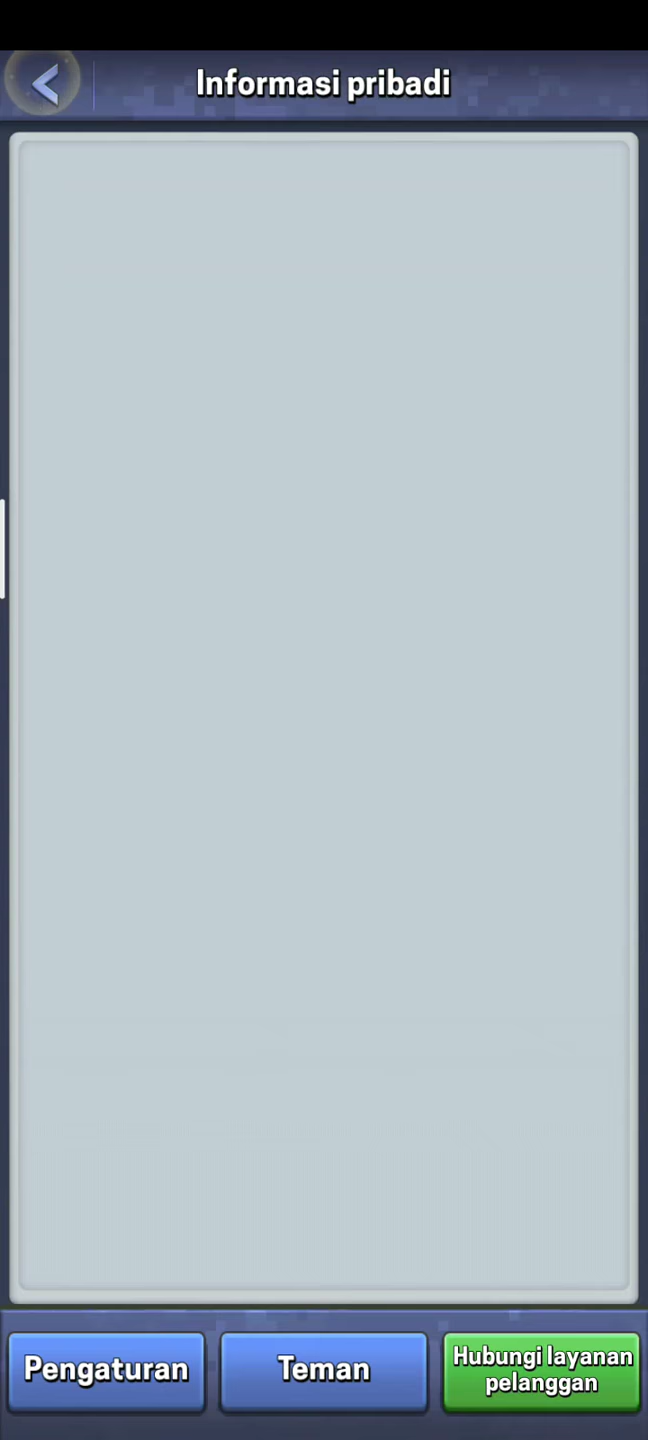 Informasi pribadi
Pengaturan
Teman
Hubungi layanan
pelanggan